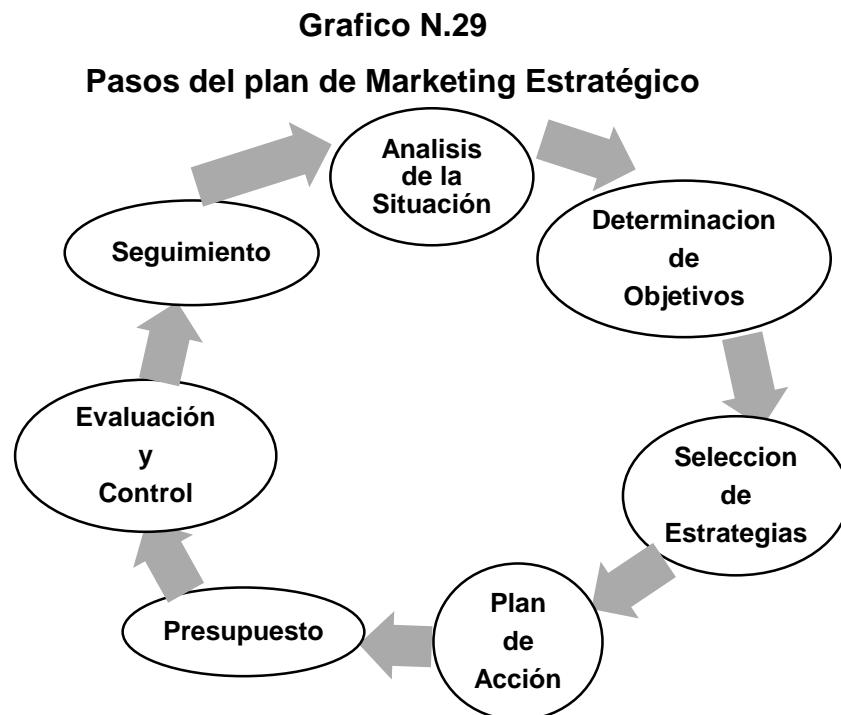 Grafico N.29
Pasos del plan de Marketing Estratégico
Analisis
de la
Situación
Determinacion
de
Objetivos
Seleccion
de
Estrategias
Plan
de
Acción
Presupuesto
Evaluación
y
Control
Seguimiento